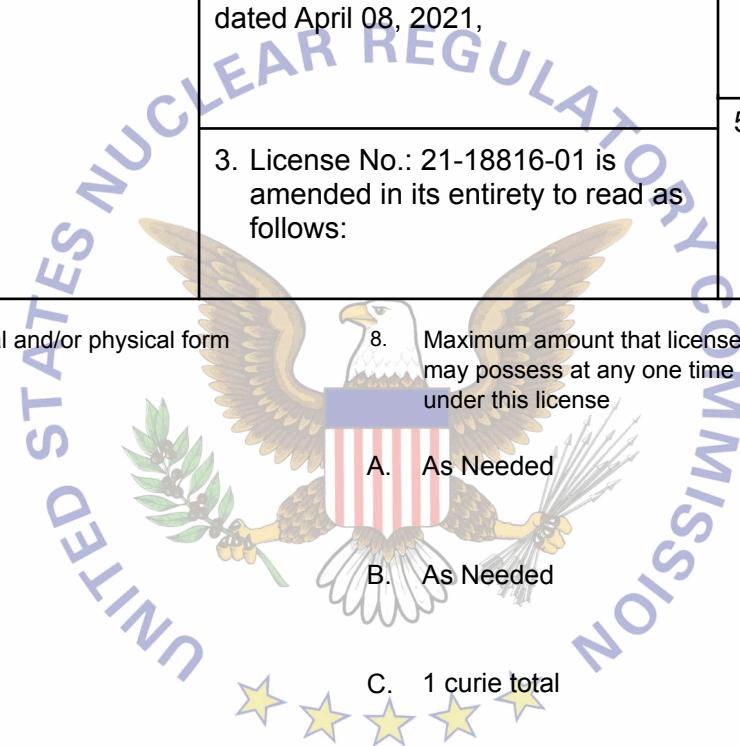 dated April 08, 2021,
5
3. License No.: 21-18816-01 is
amended in its entirety to read as
follows:
l and/or physical form
8. Maximum amount that license
may possess at any one time
under this license
A. As Needed
B. As Needed
C. 1 curie total
UNITED STATES NUCLEAR REGULATORY COMMISSION